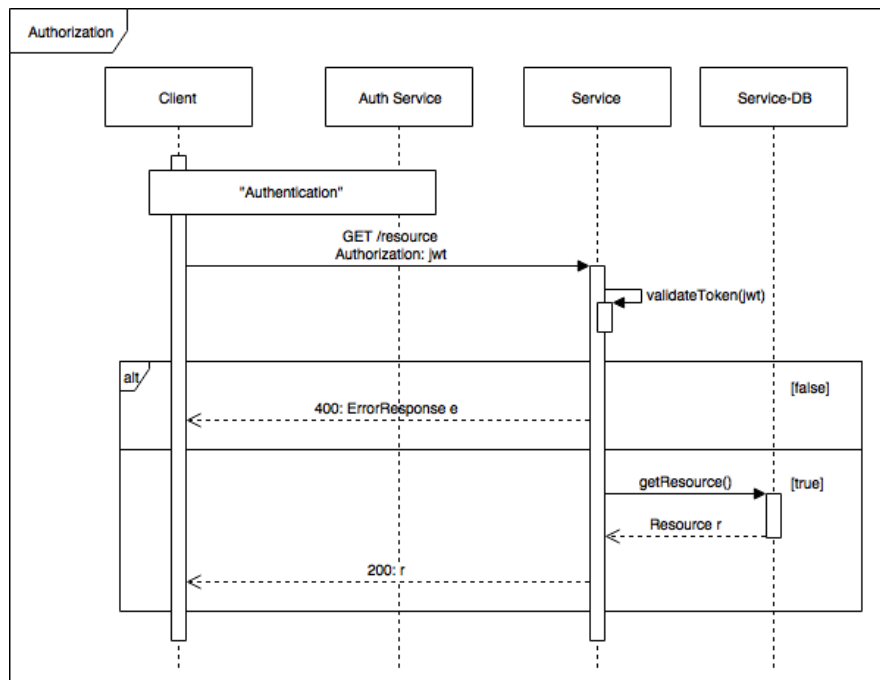 Authorization
Client
Auth Service
Service
Service-DB
"Authentication"
GET /resource
Authorization: jwt
validateToken(jwt)
alt
[false]
400: ErrorResponse e
getResource()
[true]
Resource r
200: r